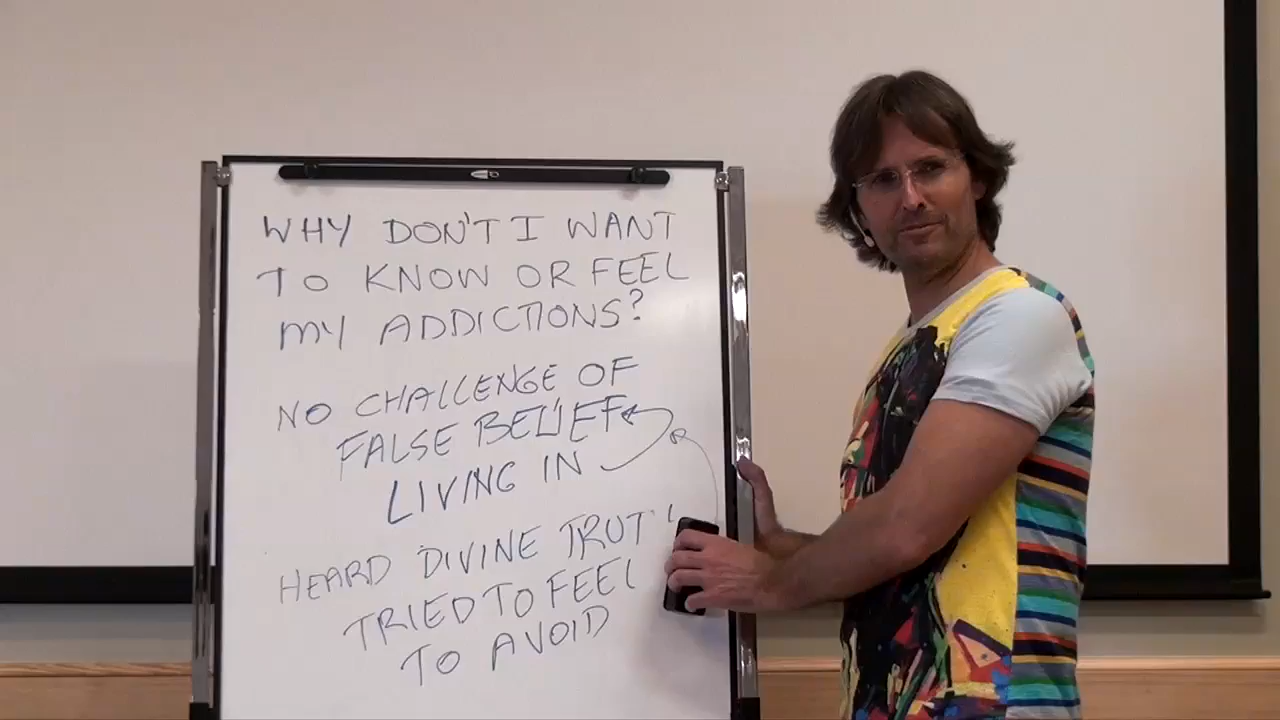 WHY DON'T I WANT
TO KNOW OR FEEL
MY ADDICTIONS?
NO CHALLENGE OF
FALSE BELIEF
LIVING IN
HEARD DIVINE TRUT
TRIED TO FEEL
TO AVOID